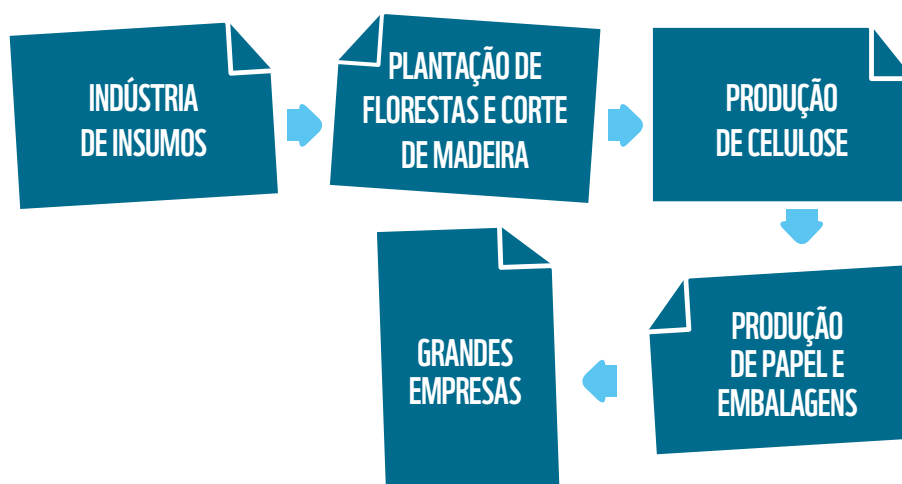 INDÚSTRIA
DE INSUMOS
PLANTAÇÃO DE
FLORESTAS E CORTE
DE MADEIRA
PRODUÇÃO
DE CELULOSE
PRODUÇÃO
DE PAPEL E
EMBALAGENS
GRANDES
EMPRESAS